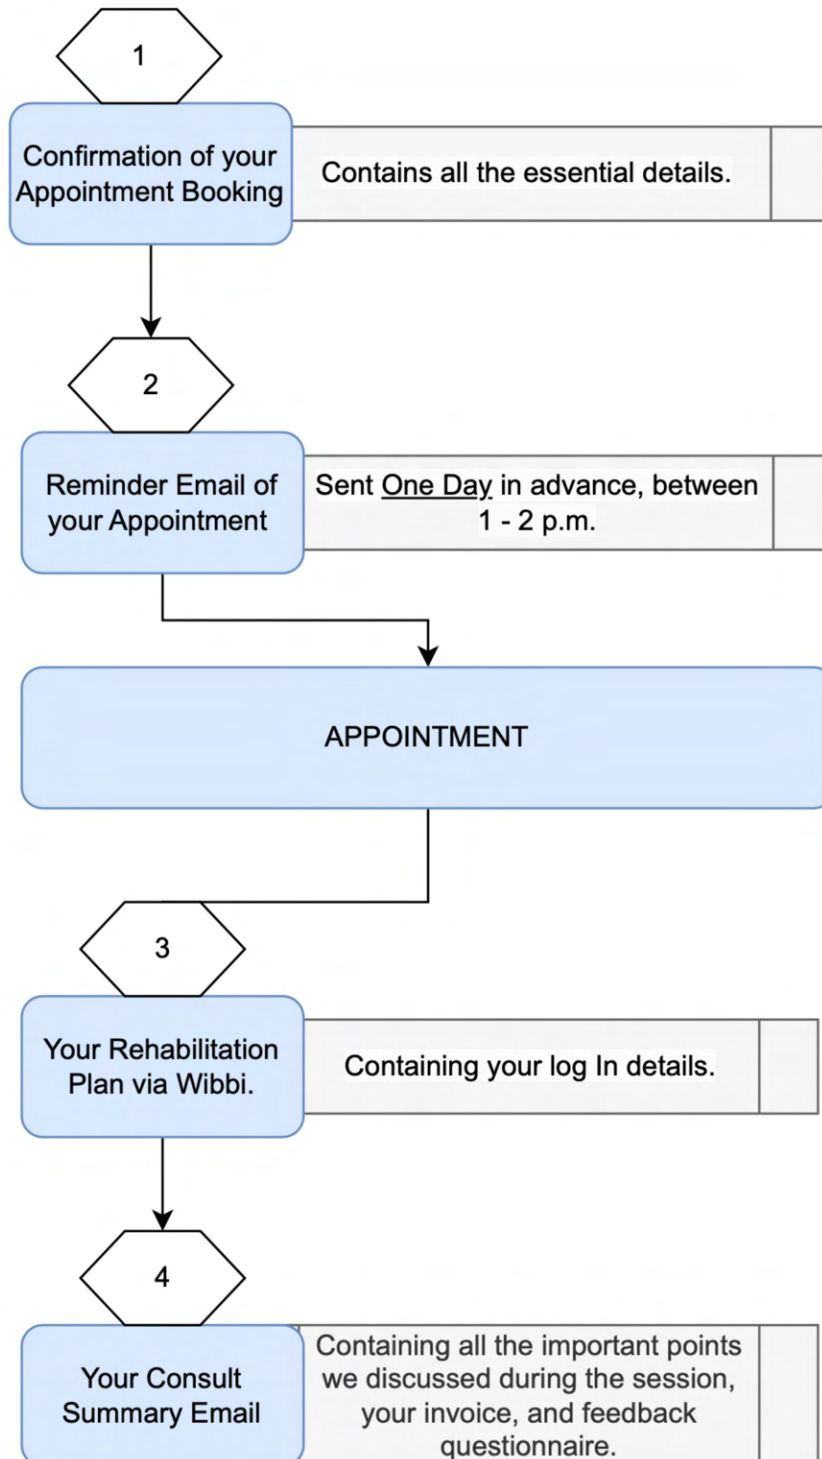 1
Confirmation of your
Appointment Booking
Contains all the essential details.
2
Reminder Email of
your Appointment
Sent One Day in advance, between
1 - 2 p.m.
APPOINTMENT
3
Your Rehabilitation
Plan via Wibbi.
Containing your log In details.
4
Your Consult
Summary Email
Containing all the important points
we discussed during the session,
your invoice, and feedback
questionnaire.